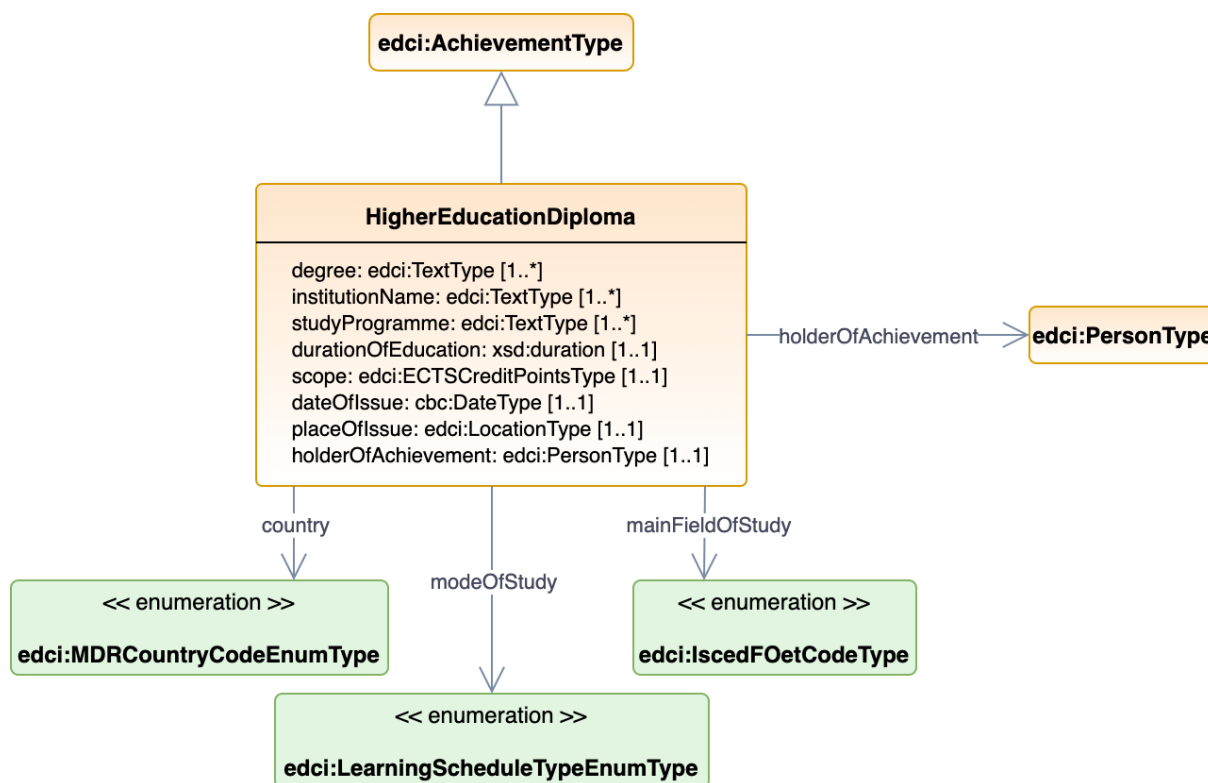 edci:AchievementType
HigherEducationDiploma
degree: edci:TextType [1..*]
institutionName: edci:TextType [1..*]
studyProgramme: edci:TextType [1..*]
durationOfEducation: xsd:duration [1..1]
scope: edci:ECTSCreditPointsType [1..1]
dateOfIssue: cbc:DateType [1..1]
placeOfIssue: edci:LocationType [1..1]
holderOfAchievement: edci:PersonType [1..1]
holderOfAchievement
edci:PersonType
country
modeOfStudy
mainFieldOfStudy
<< enumeration >>
edci:MDRCountryCodeEnumType
<< enumeration >>
edci:IscedFOetCodeType
<< enumeration >>
edci:LearningScheduleTypeEnumType